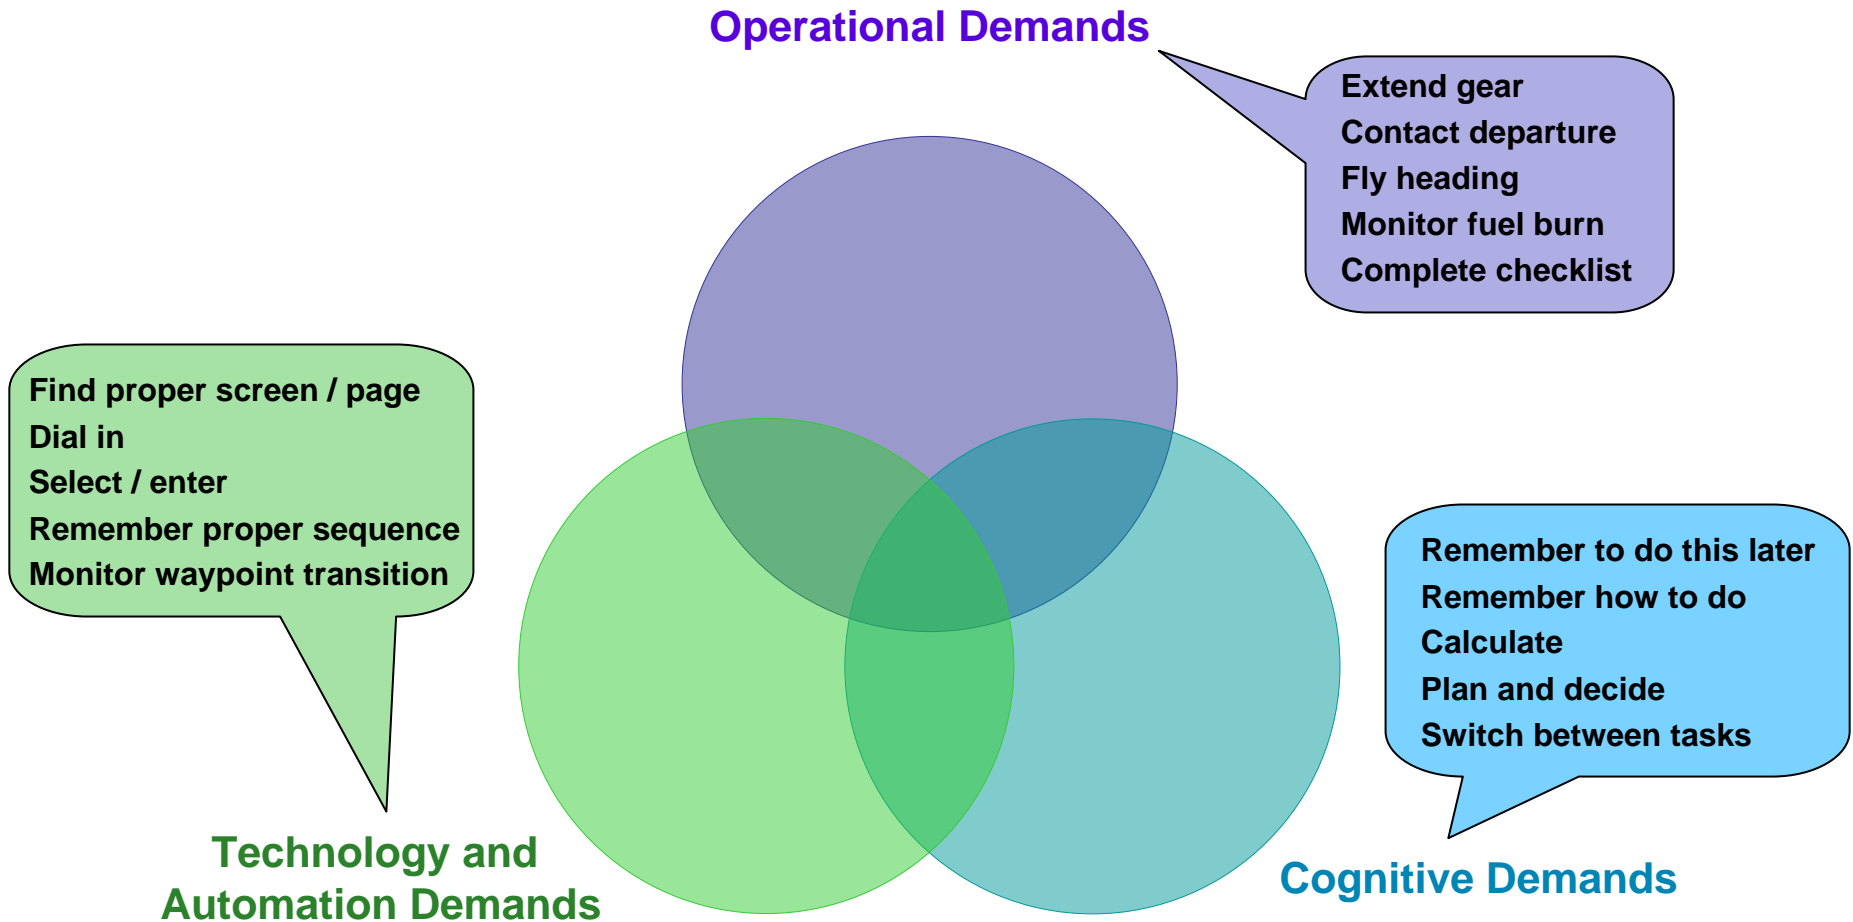 Operational Demands
Extend gear
Contact departure
Fly heading
Monitor fuel burn
Complete checklist
Find proper screen / page
Dial in
Select / enter
Remember proper sequence
Monitor waypoint transition
Remember to do this later
Remember how to do
Calculate
Plan and decide
Switch between tasks
Technology and
Automation Demands
Cognitive Demands